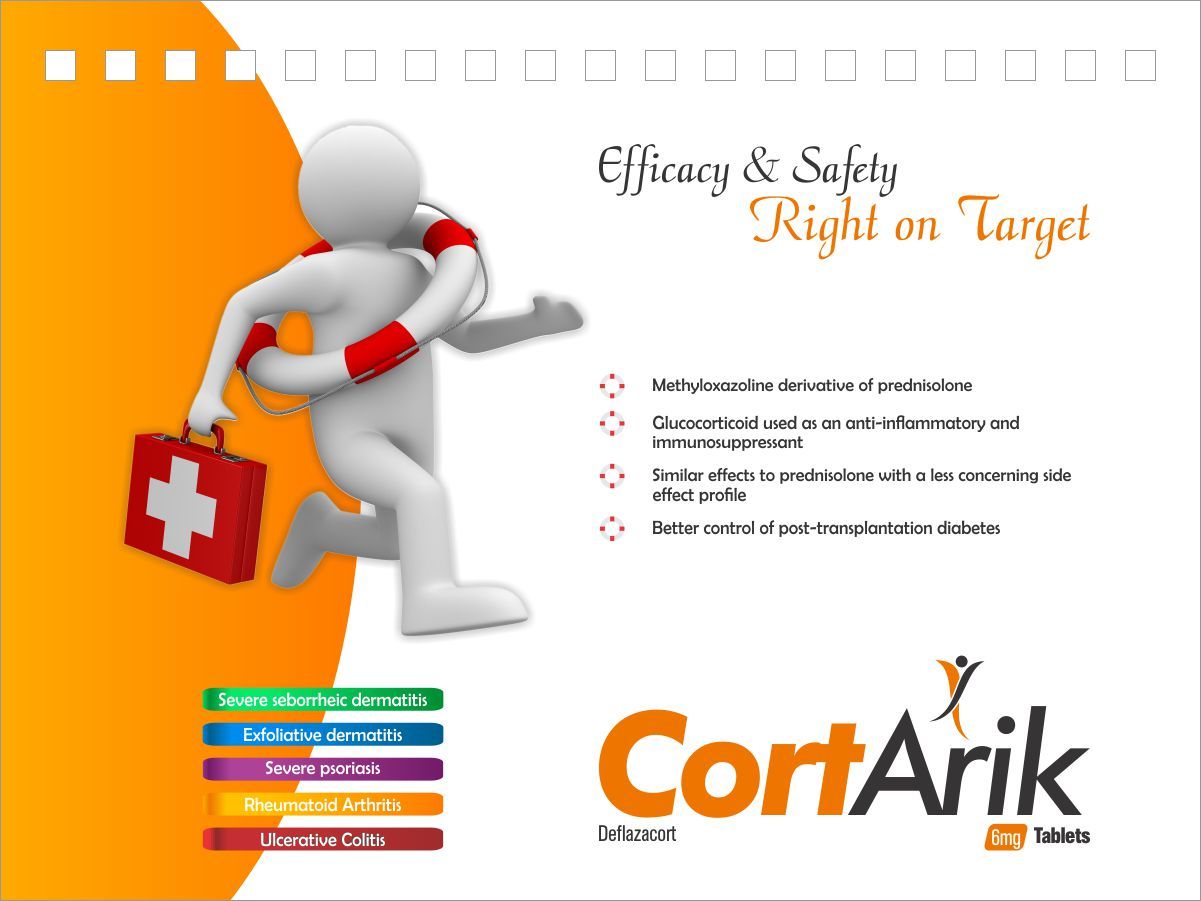 Efficacy & Safety
Right on Target
Methyloxazoline derivative of prednisolone
Glucocorticoid used as an anti-inflammatory and
immunosuppressant
Similar effects to prednisolone with a less concerning side
effect profile
Better control of post-transplantation diabetes
Severe seborrheic dermatitis
Exfoliative dermatitis
Severe psoriasis
Rheumatoid Arthritis
Ulcerative Colitis
CortArik
Deflazacort
6mg Tablets